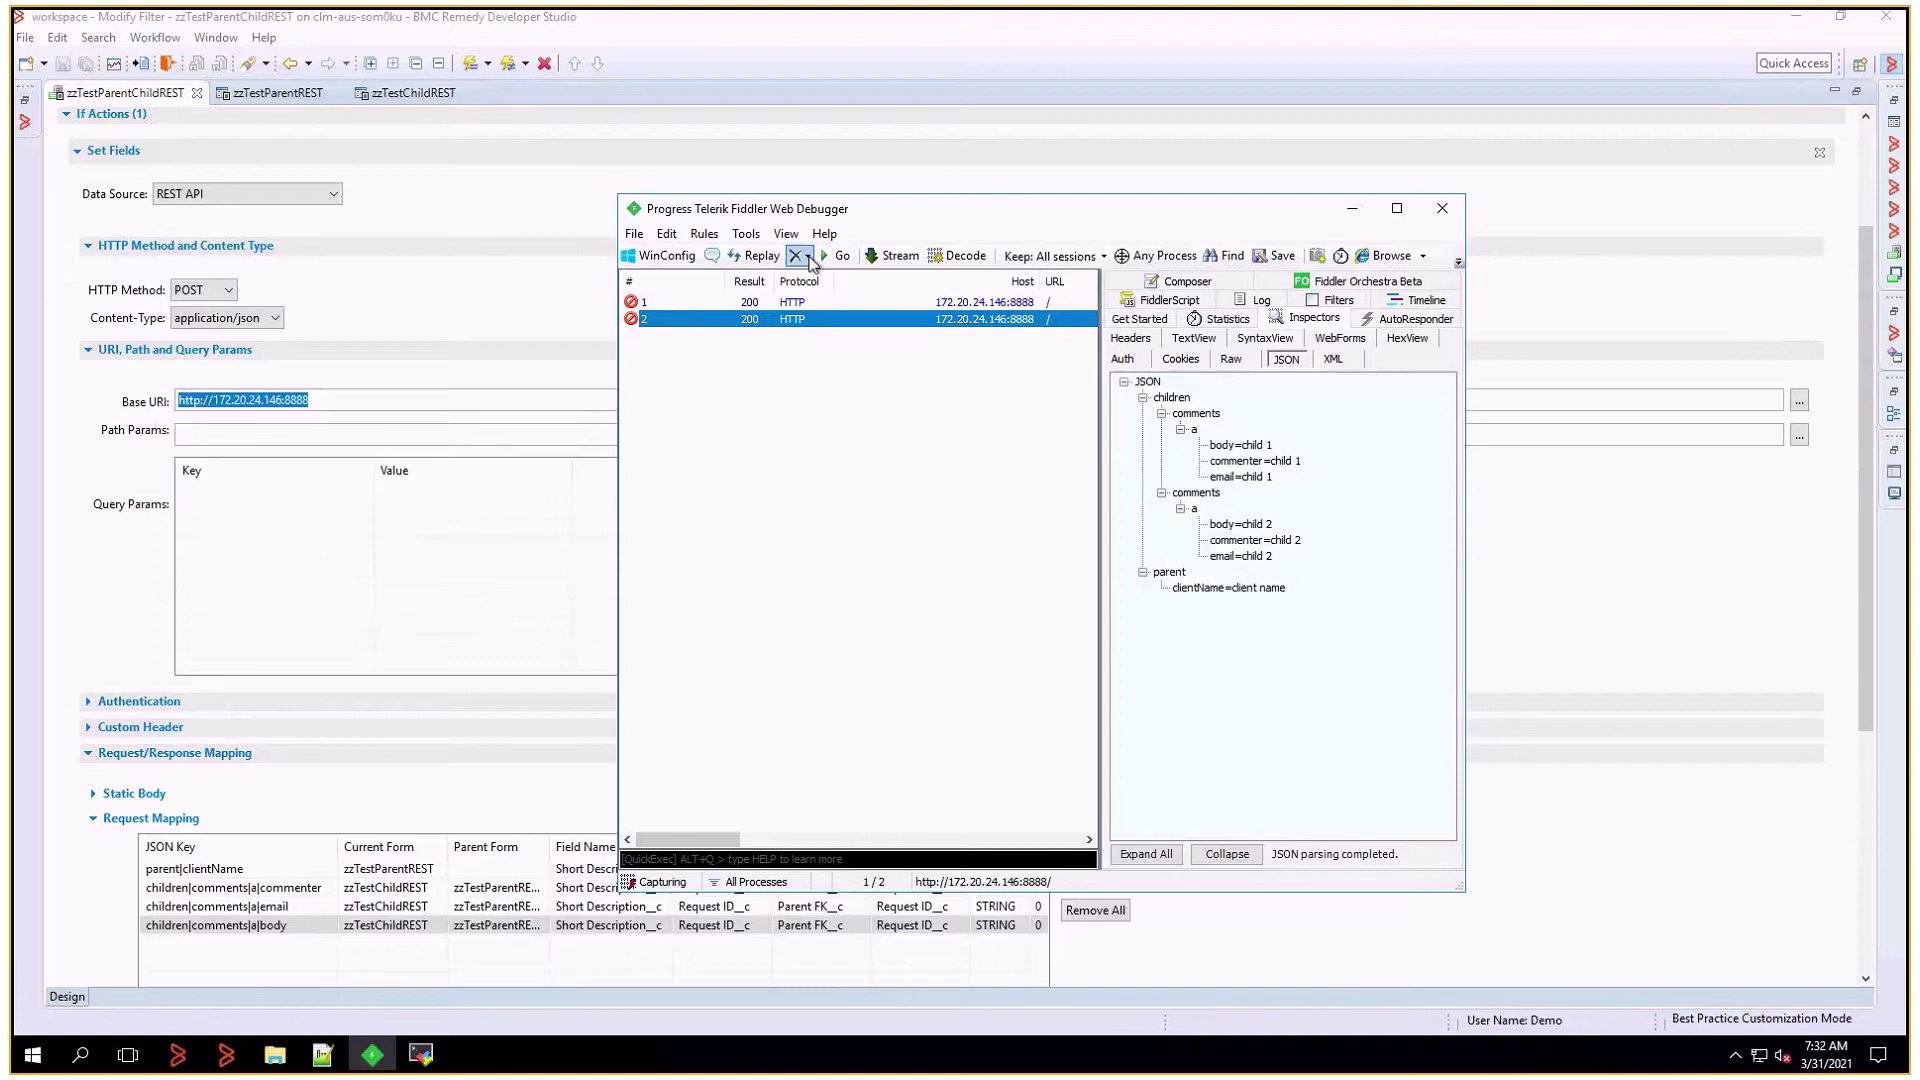 workspace - Modify Filter - zzTestParentChildREST on clm-aus-som0ku - BMC Remedy Developer Studio
File Edit Search Workflow Window Help
Quick Access
zzTestParentChildREST zzTestParentREST zzTestChildREST
If Actions (1)
Set Fields
Data Source: REST API
HTTP Method and Content Type
HTTP Method: POST
Content-Type: application/json
URI, Path and Query Params
Base URI: http://172.20.24.146:8888 ...
Path Params: ...
Key Value
Query Params:
Authentication
Custom Header
Request/Response Mapping
Static Body
Request Mapping
JSON Key Current Form Parent Form Field Name
parent|clientName zzTestParentREST Short Des
children|comments|a|commenter zzTestChildREST zzTestParentRE... Short Des
children|comments|a|email zzTestChildREST zzTestParentRE... Short Description__c Request ID__c Parent FK__c Request ID__c STRING 0
children|comments|a|body zzTestChildREST zzTestParentRE... Short Description__c Request ID__c Parent FK__c Request ID__c STRING 0
Remove All
Design
User Name: Demo
Best Practice Customization Mode
Progress Telerik Fiddler Web Debugger
File Edit Rules Tools View Help
WinConfig Replay Go Stream Decode Keep: All sessions Any Process Find Save Browse
# Result Protocol Host URL
1 200 HTTP 172.20.24.146:8888 /
2 200 HTTP 172.20.24.146:8888 /
Composer Fiddler Orchestra Beta
FiddlerScript Log Filters Timeline
Get Started Statistics Inspectors AutoResponder
Headers TextView SyntaxView WebForms HexView
Auth Cookies Raw JSON XML
JSON
children
comments
a
body=child 1
commenter=child 1
email=child 1
comments
a
body=child 2
commenter=child 2
email=child 2
parent
clientName=client name
Expand All Collapse JSON parsing completed.
[QuickExec] ALT+Q > type HELP to learn more
Capturing All Processes 1 / 2 http://172.20.24.146:8888/
7:32 AM
3/31/2021